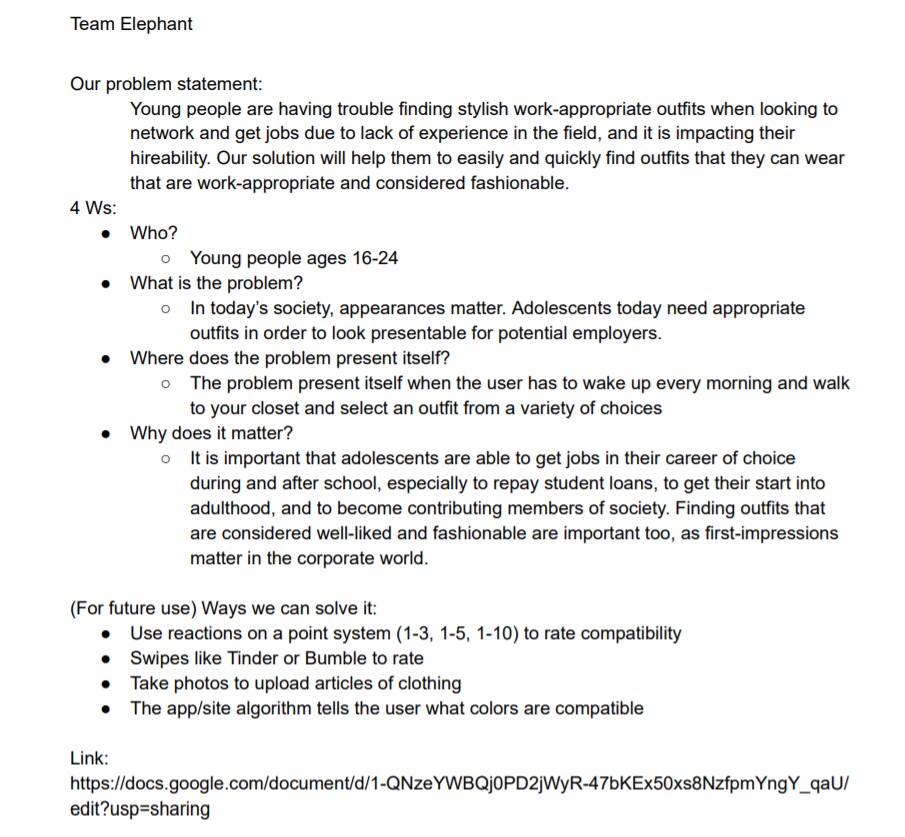 Team Elephant
Our problem statement:
Young people are having trouble finding stylish work-appropriate outfits when looking to
network and get jobs due to lack of experience in the field, and it is impacting their
hireability. Our solution will help them to easily and quickly find outfits that they can wear
that are work-appropriate and considered fashionable.
4 Ws:
● Who?
○ Young people ages 16-24
● What is the problem?
○ In today's society, appearances matter. Adolescents today need appropriate
outfits in order to look presentable for potential employers.
● Where does the problem present itself?
○ The problem present itself when the user has to wake up every morning and walk
to your closet and select an outfit from a variety of choices
● Why does it matter?
○ It is important that adolescents are able to get jobs in their career of choice
during and after school, especially to repay student loans, to get their start into
adulthood, and to become contributing members of society. Finding outfits that
are considered well-liked and fashionable are important too, as first-impressions
matter in the corporate world.
(For future use) Ways we can solve it:
● Use reactions on a point system (1-3, 1-5, 1-10) to rate compatibility
● Swipes like Tinder or Bumble to rate
● Take photos to upload articles of clothing
● The app/site algorithm tells the user what colors are compatible
Link:
https://docs.google.com/document/d/1-QNzeYWBQj0PD2jWyR-47bKEx50xs8NzfpmYngY_qaU/
edit?usp=sharing